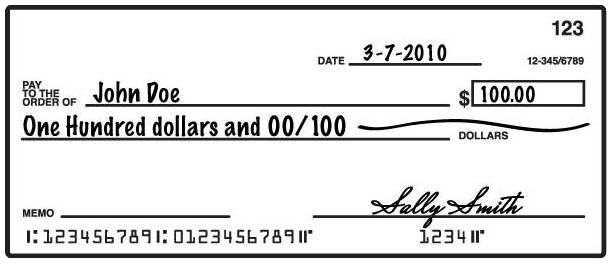 123
DATE 3-7-2010 12-345/6789
PAY
TO THE
ORDER OF John Doe $ 100.00
One Hundred dollars and 00/100 DOLLARS
MEMO Sally Smith
⑆123456789⑆0123456789⑈ 1234⑈